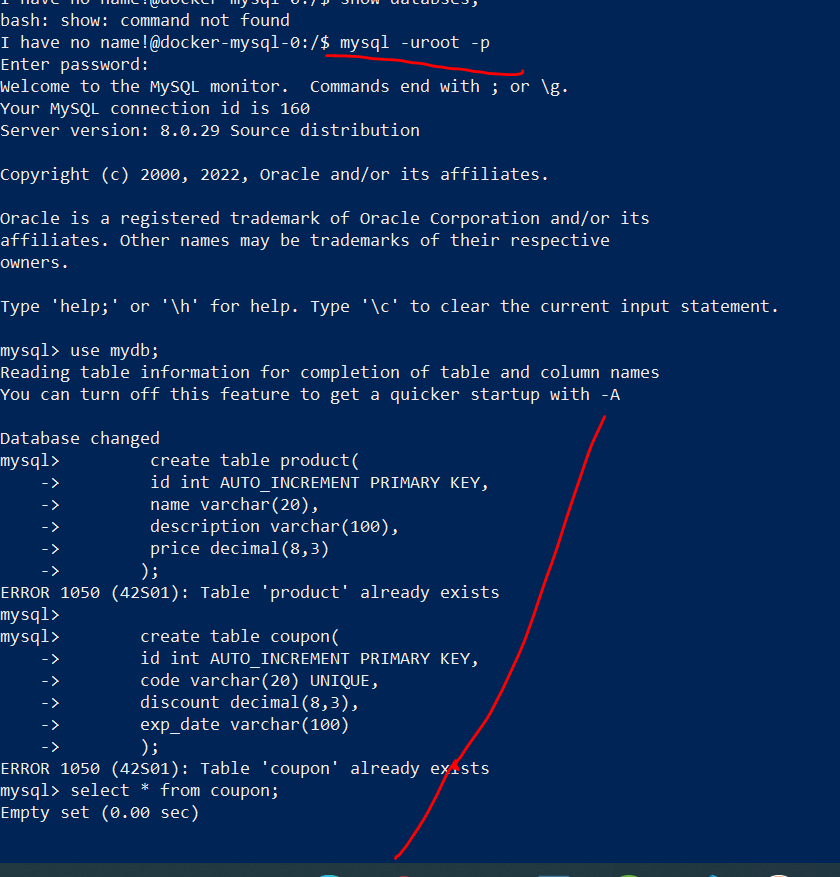 bash: show: command not found
I have no name!@docker-mysql-0:/$ mysql -uroot -p
Enter password:
Welcome to the MySQL monitor.  Commands end with ; or \g.
Your MySQL connection id is 160
Server version: 8.0.29 Source distribution

Copyright (c) 2000, 2022, Oracle and/or its affiliates.

Oracle is a registered trademark of Oracle Corporation and/or its
affiliates. Other names may be trademarks of their respective
owners.

Type 'help;' or '\h' for help. Type '\c' to clear the current input statement.

mysql> use mydb;
Reading table information for completion of table and column names
You can turn off this feature to get a quicker startup with -A

Database changed
mysql>         create table product(
    ->         id int AUTO_INCREMENT PRIMARY KEY,
    ->         name varchar(20),
    ->         description varchar(100),
    ->         price decimal(8,3)
    ->        );
ERROR 1050 (42S01): Table 'product' already exists
mysql>
mysql>        create table coupon(
    ->        id int AUTO_INCREMENT PRIMARY KEY,
    ->        code varchar(20) UNIQUE,
    ->        discount decimal(8,3),
    ->        exp_date varchar(100)
    ->        );
ERROR 1050 (42S01): Table 'coupon' already exists
mysql> select * from coupon;
Empty set (0.00 sec)